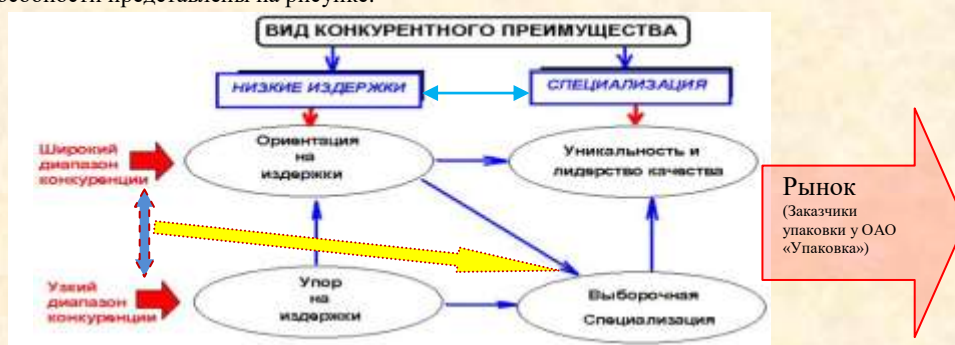 особности представлены на рисунке.
ВИД КОНКУРЕНТНОГО ПРЕИМУЩЕСТВА
НИЗКИЕ ИЗДЕРЖКИ
СПЕЦИАЛИЗАЦИЯ
Широкий
диапазон
конкуренции
Ориентация
на
издержки
Уникальность и
лидерство качества
Рынок
(Заказчики
упаковки у ОАО
«Упаковка»)
Узкий
диапазон
конкуренции
Упор
на
издержки
Выборочная
Специализация